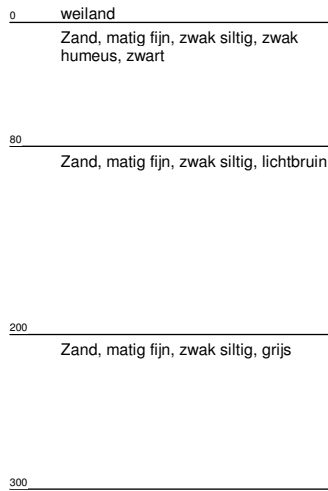 0 weiland
Zand, matig fijn, zwak siltig, zwak
humeus, zwart
80
Zand, matig fijn, zwak siltig, lichtbruin
200
Zand, matig fijn, zwak siltig, grijs
300